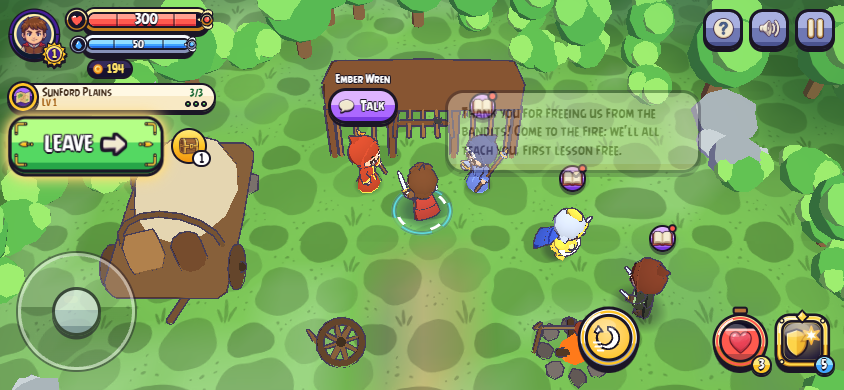 300
50
1
194
SUNFORD PLAINS 3/3
LV 1
LEAVE
1
EMBER WREN
TALK
THANK YOU FOR FREEING US FROM THE
BANDITS! COME TO THE FIRE: WE'LL ALL
TEACH YOU. FIRST LESSON FREE.
?
3
5